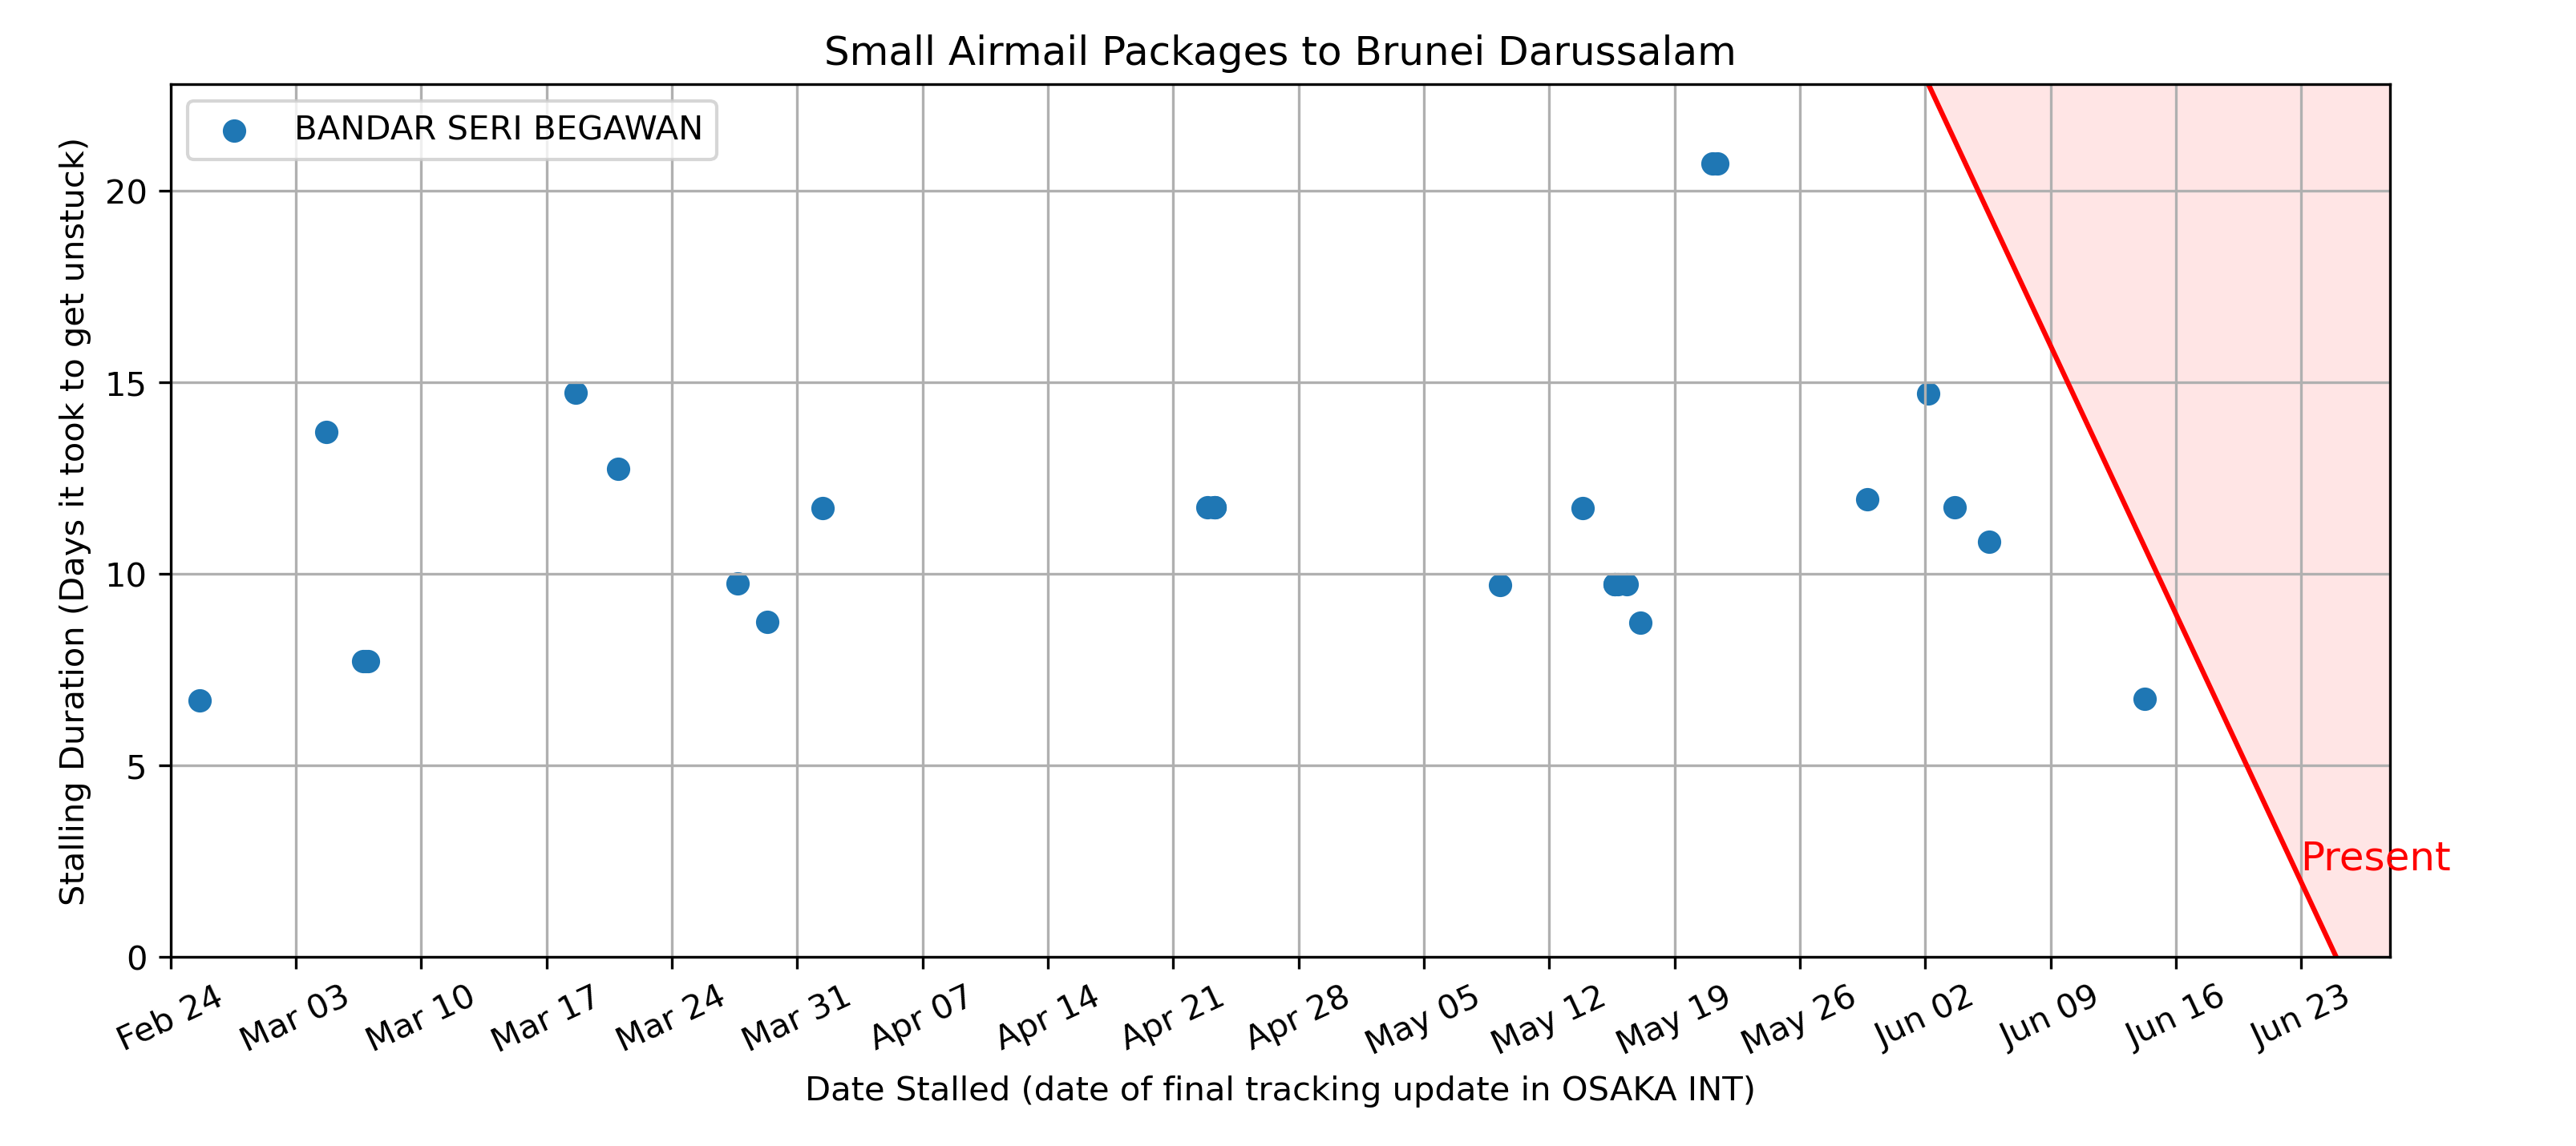 Small Airmail Packages to Brunei Darussalam
BANDAR SERI BEGAWAN
Stalling Duration (Days it took to get unstuck)
20
15
10
5
0
Present
Feb 24
Mar 03
Mar 10
Mar 17
Mar 24
Mar 31
Apr 07
Apr 14
Apr 21
Apr 28
May 05
May 12
May 19
May 26
Jun 02
Jun 09
Jun 16
Jun 23
Date Stalled (date of final tracking update in OSAKA INT)